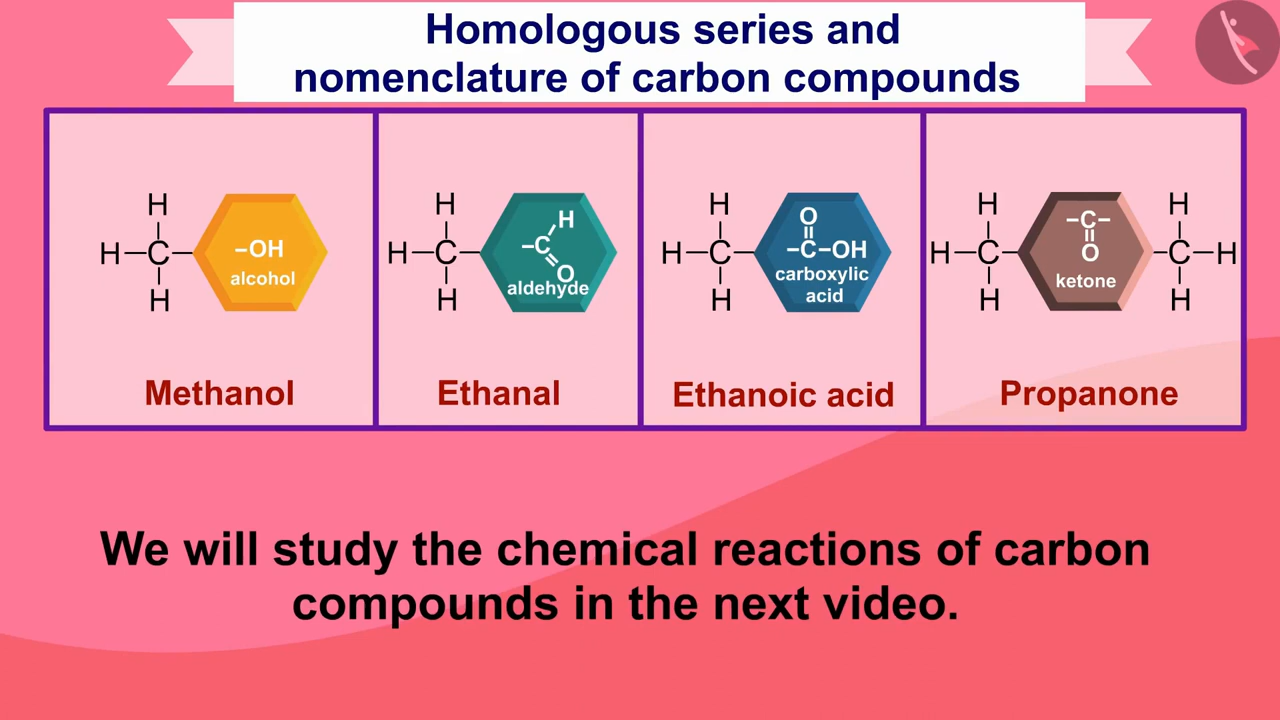 Homologous series and
nomenclature of carbon compounds
H
H–C–
H
–OH
alcohol
Methanol
H
H–C–
H
H
–C
O
aldehyde
Ethanal
H
H–C–
H
O
–C–OH
carboxylic
acid
Ethanoic acid
H
H–C–
H
–C–
O
ketone
H
–C–H
H
Propanone
We will study the chemical reactions of carbon
compounds in the next video.